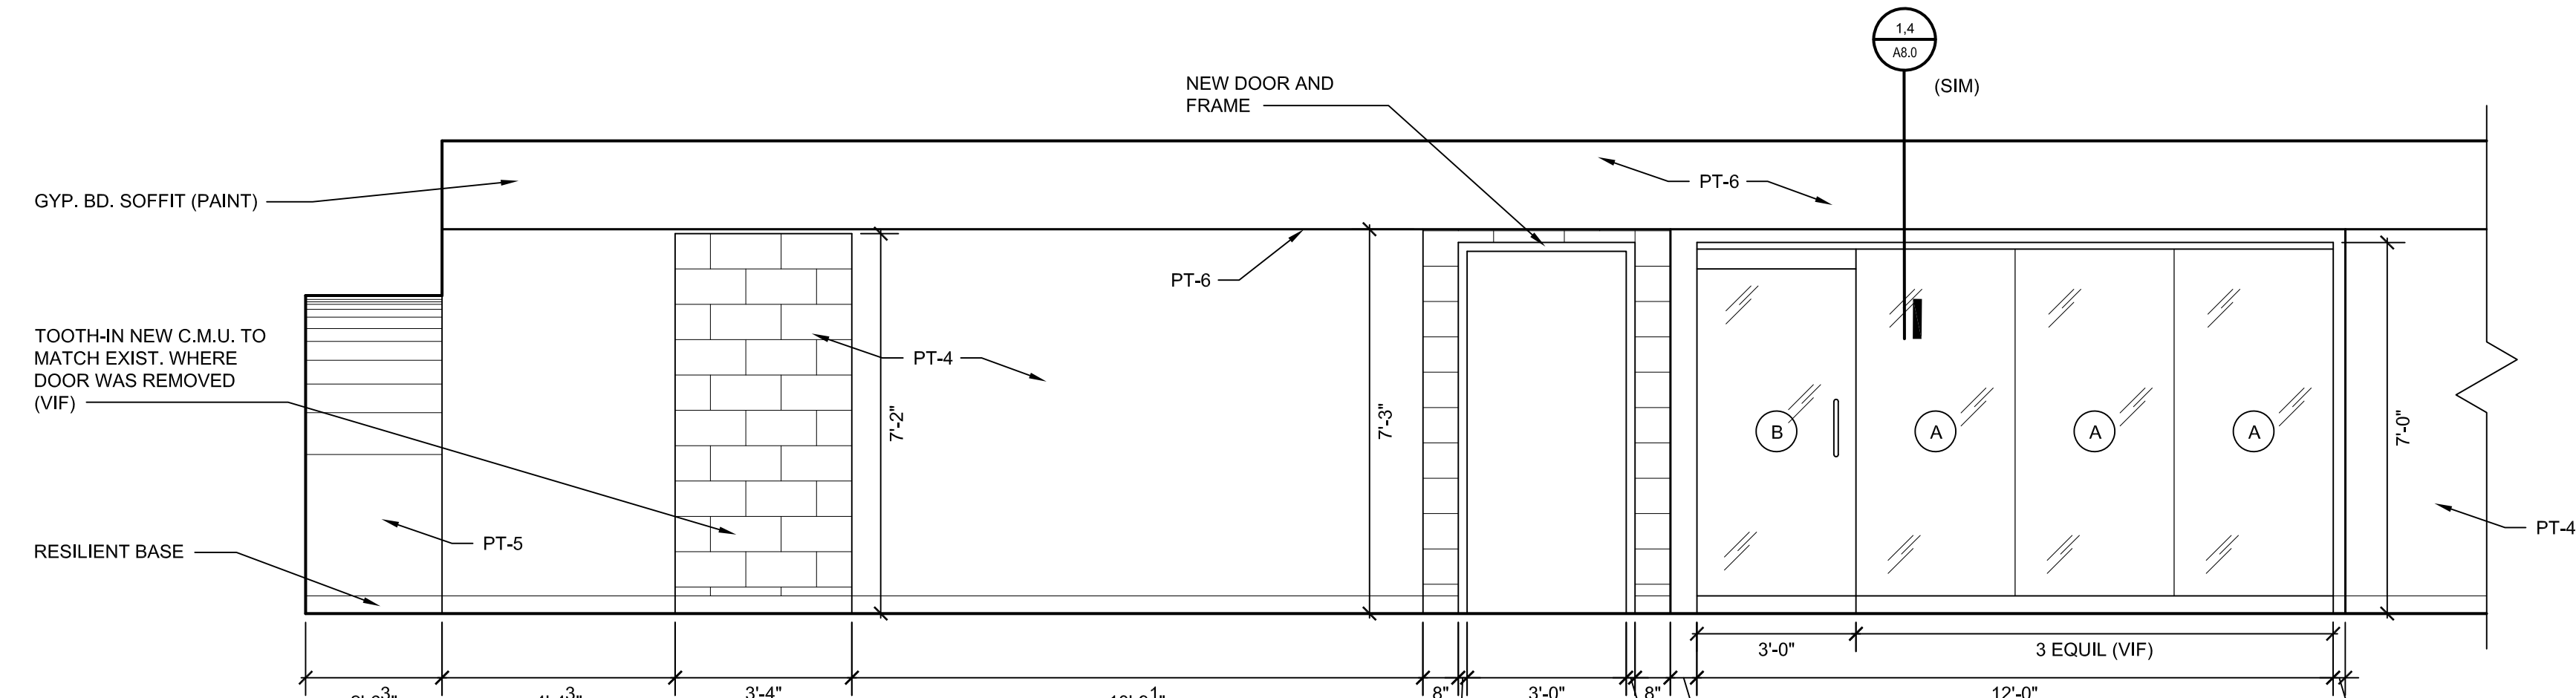 1,4
A8.0
(SIM)
NEW DOOR AND
FRAME
PT-6
GYP. BD. SOFFIT (PAINT)
PT-6
TOOTH-IN NEW C.M.U. TO
MATCH EXIST. WHERE
DOOR WAS REMOVED
(VIF)
PT-4
7'-2"
7'-3"
B
A
A
A
7'-0"
PT-4
PT-5
RESILIENT BASE
3'-0"
3 EQUIL (VIF)
3'-4"
8"
3'-0"
8"
12'-0"